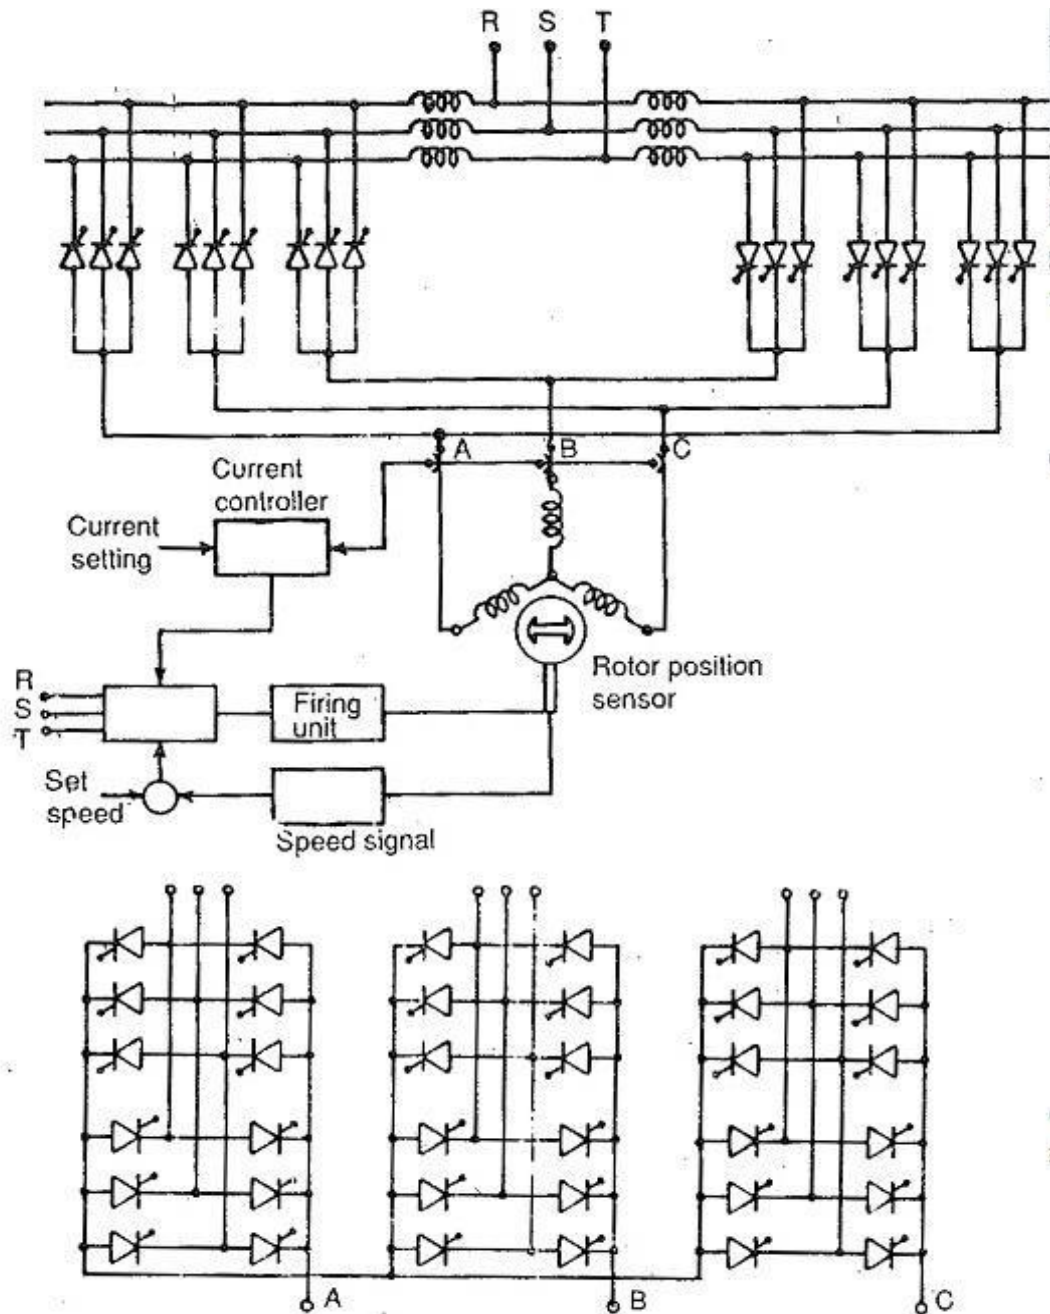 R S T
A B C
Current
controller
Current
setting
Rotor position
sensor
R
S
T
Firing
unit
Set
speed
Speed signal
A B C